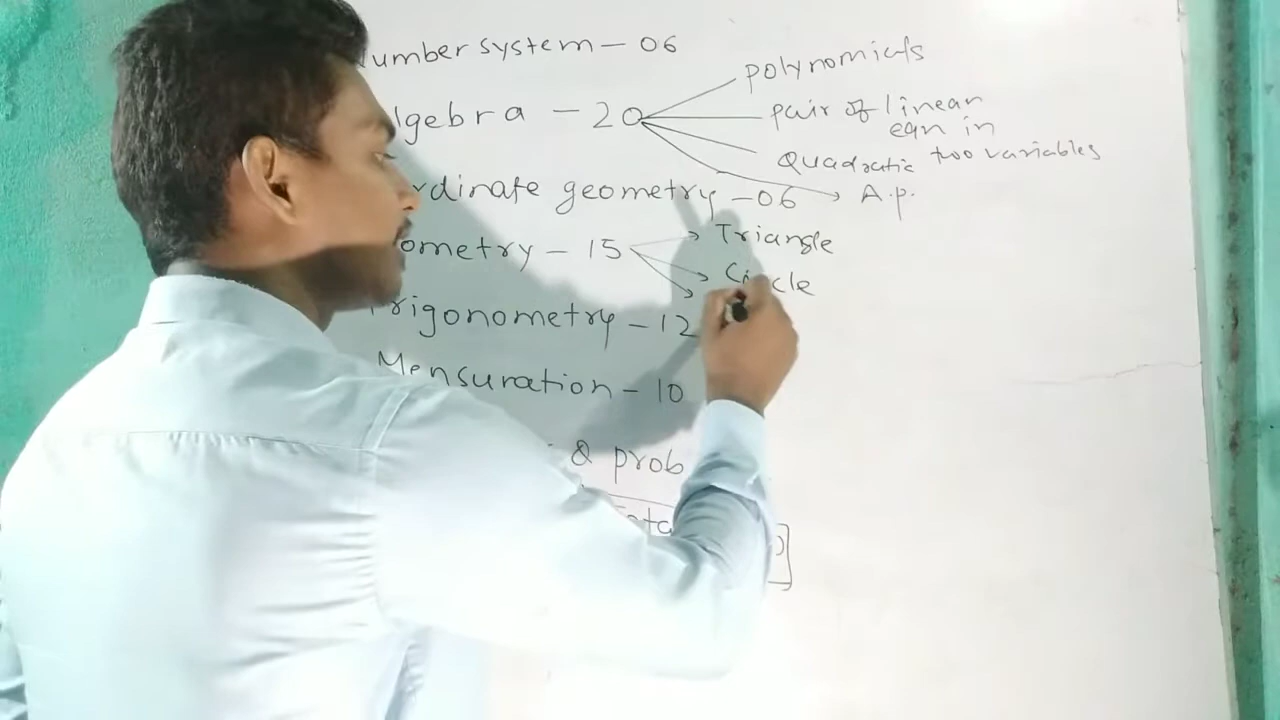 umber system - 06
lgebra - 20
polynomials
pair of linear
eqn in
two variables
Quadratic
A.p.
rdinate geometry - 06
ometry - 15
Triangle
Circle
Trigonometry - 12
Mensuration - 10
& prob